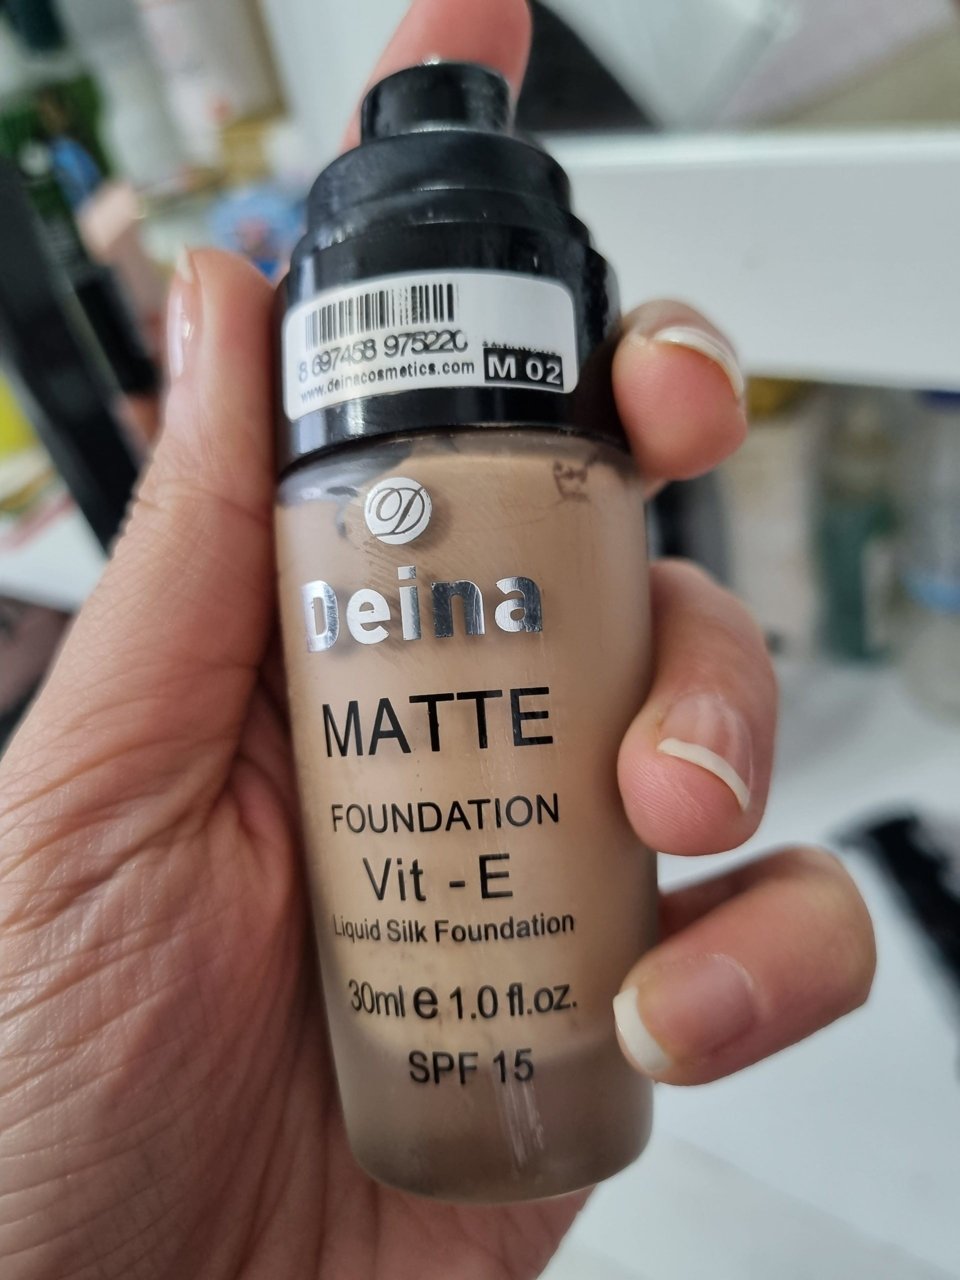 8 697458 975220
www.deinacosmetics.com
M 02
D
Deina
MATTE
FOUNDATION
Vit - E
Liquid Silk Foundation
30ml e 1.0 fl.oz.
SPF 15